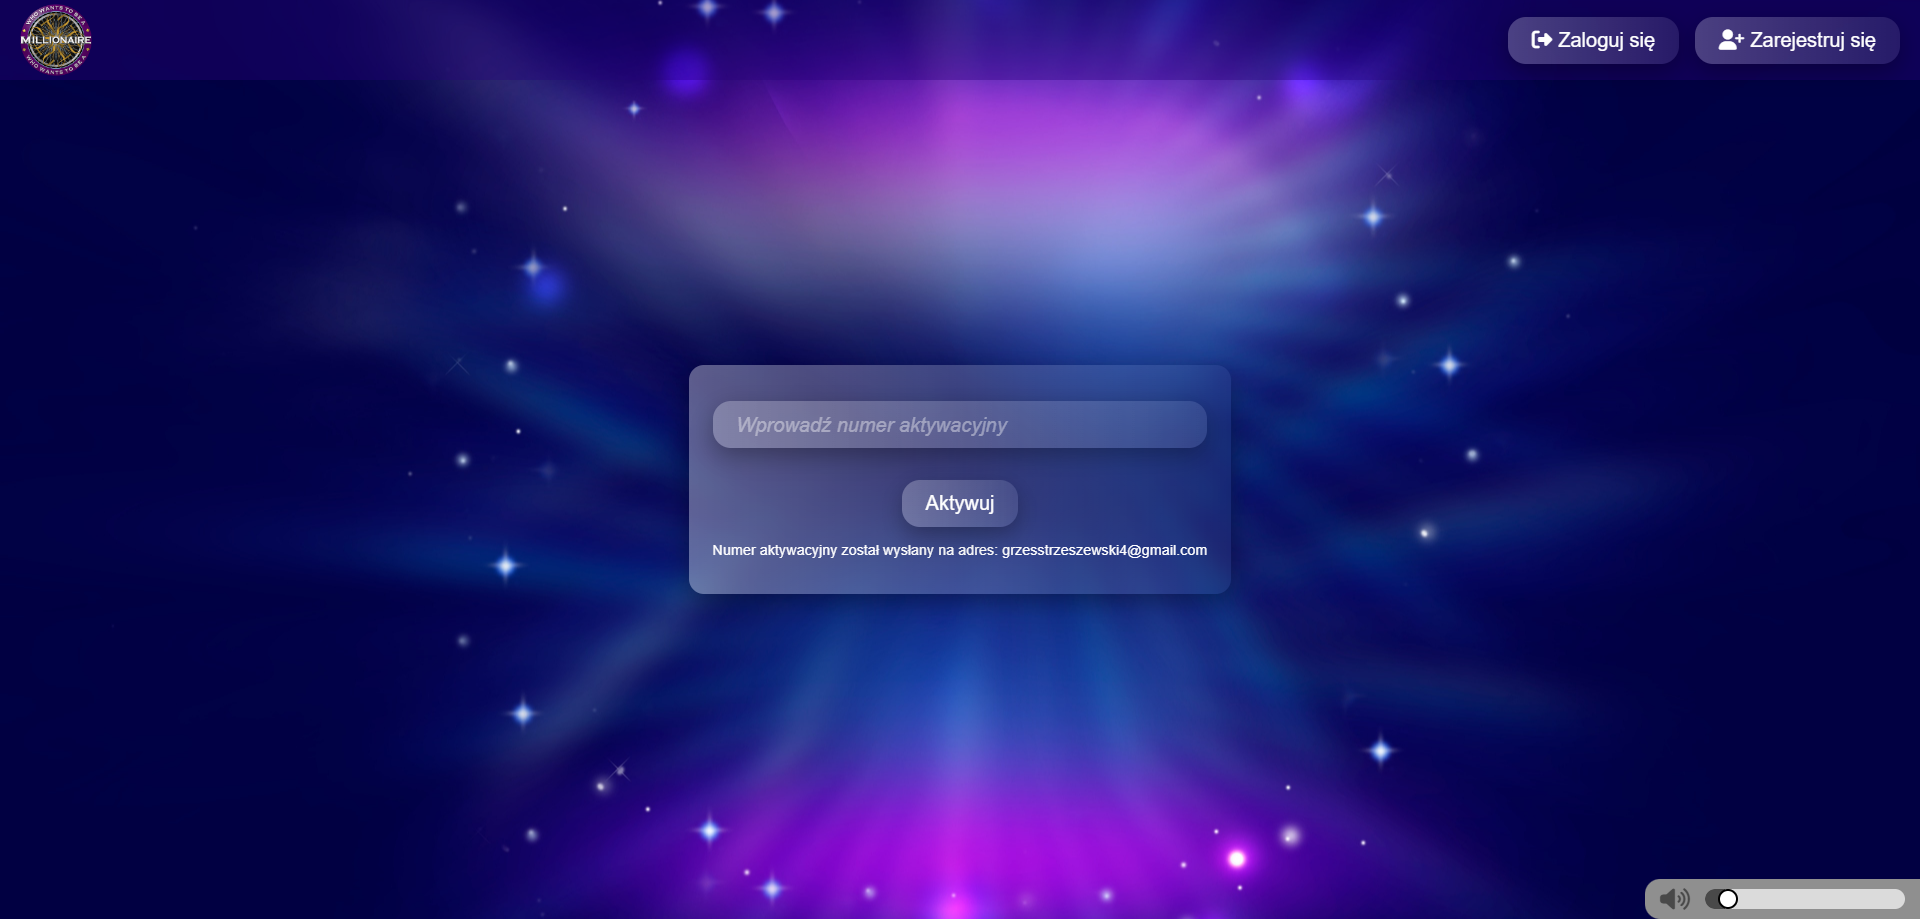 WHO WANTS TO BE A
MILLIONAIRE
WHO WANTS TO BE A
Zaloguj się
Zarejestruj się
Wprowadź numer aktywacyjny
Aktywuj
Numer aktywacyjny został wysłany na adres: grzesstrzeszewski4@gmail.com